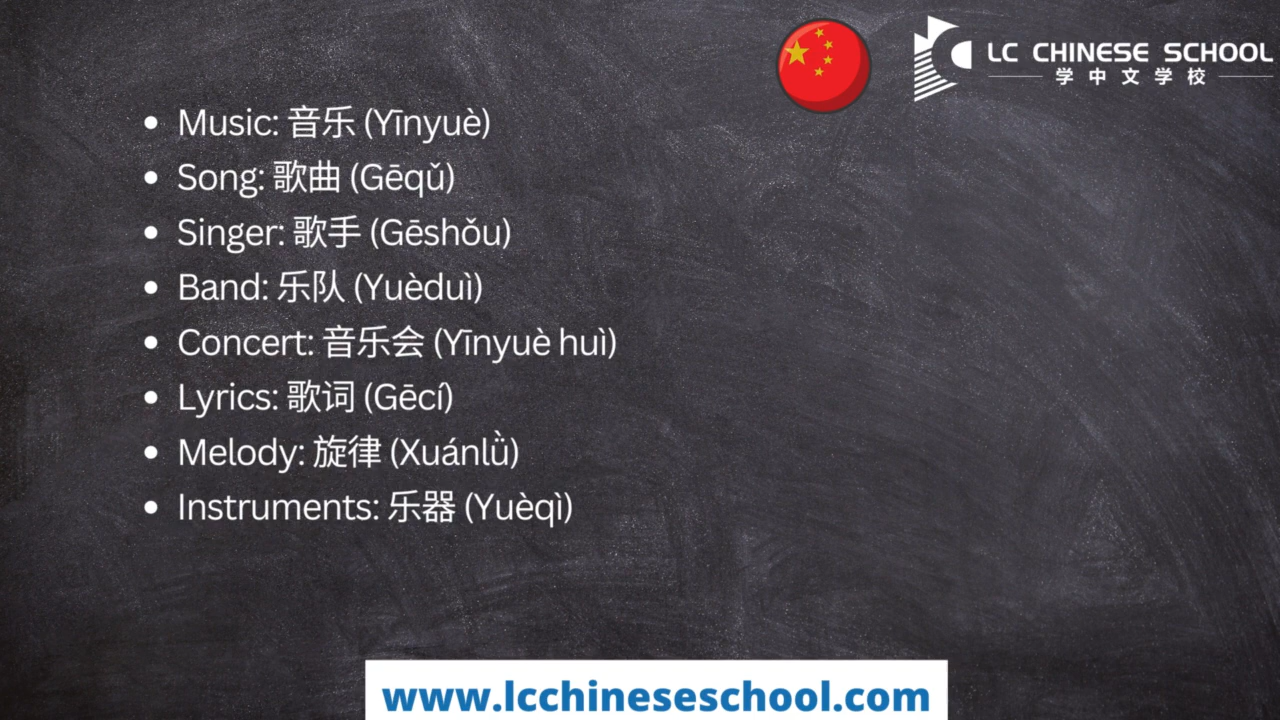 LC CHINESE SCHOOL
学中文学校
• Music: 音乐 (Yīnyuè)
• Song: 歌曲 (Gēqǔ)
• Singer: 歌手 (Gēshǒu)
• Band: 乐队 (Yuèduì)
• Concert: 音乐会 (Yīnyuè huì)
• Lyrics: 歌词 (Gēcí)
• Melody: 旋律 (Xuánlǜ)
• Instruments: 乐器 (Yuèqì)
www.lcchineseschool.com